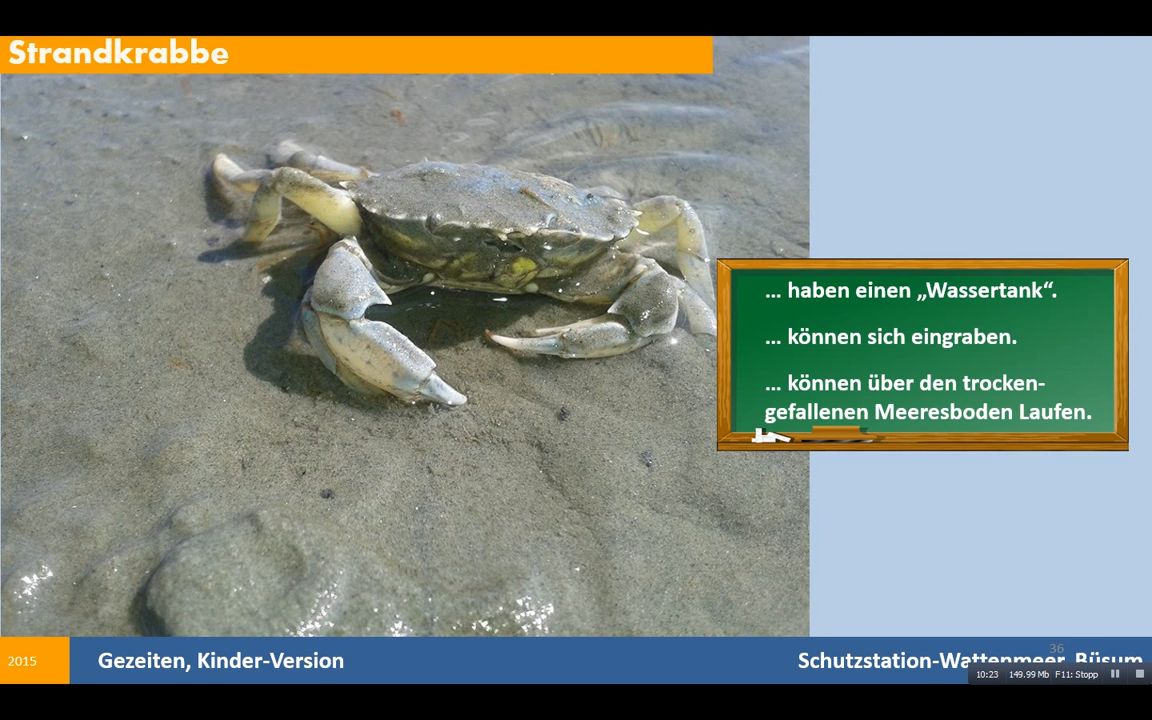 Strandkrabbe
... haben einen „Wassertank“.
... können sich eingraben.
... können über den trocken-
gefallenen Meeresboden Laufen.
2015
Gezeiten, Kinder-Version
36
Schutzstation-Wattenmeer, Büsum
10:23 149.99 Mb F11: Stopp